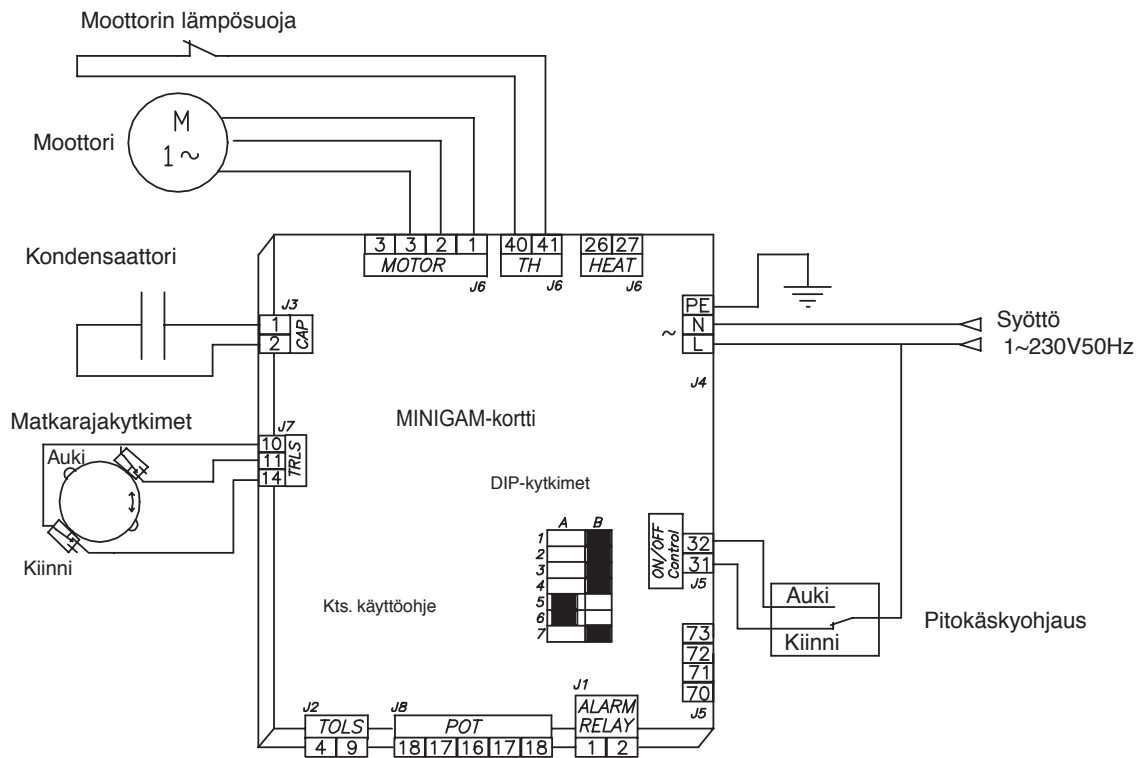 Moottorin lämpösuoja
M
1~
Moottori
3 3 2 1
MOTOR
J6
40 41
TH
J6
26 27
HEAT
J6
Kondensaattori
J3
1
2
CAP
PE
N
L
~
J4
Syöttö
1~230V50Hz
Matkarajakytkimet
Auki
Kiinni
J7
10
11
14
TRLS
MINIGAM-kortti
DIP-kytkimet
A B
1
2
3
4
5
6
7
Kts. käyttöohje
ON/OFF
Control
32
31
J5
Auki
Kiinni
Pitokäskyohjaus
73
72
71
70
J5
J2
TOLS
4 9
J8
POT
18 17 16 17 18
J1
ALARM
RELAY
1 2